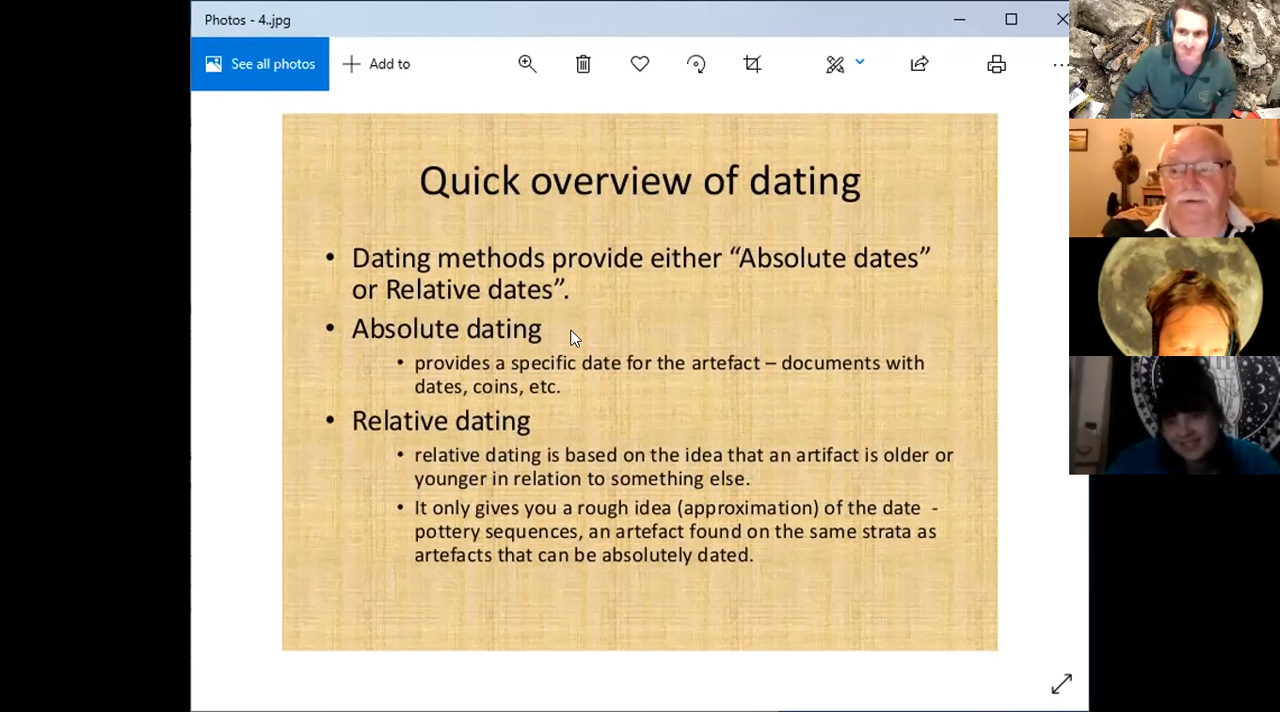 Photos - 4..jpg
See all photos
Add to
Quick overview of dating
• Dating methods provide either “Absolute dates”
or Relative dates”.
• Absolute dating
• provides a specific date for the artefact – documents with
dates, coins, etc.
• Relative dating
• relative dating is based on the idea that an artifact is older or
younger in relation to something else.
• It only gives you a rough idea (approximation) of the date -
pottery sequences, an artefact found on the same strata as
artefacts that can be absolutely dated.